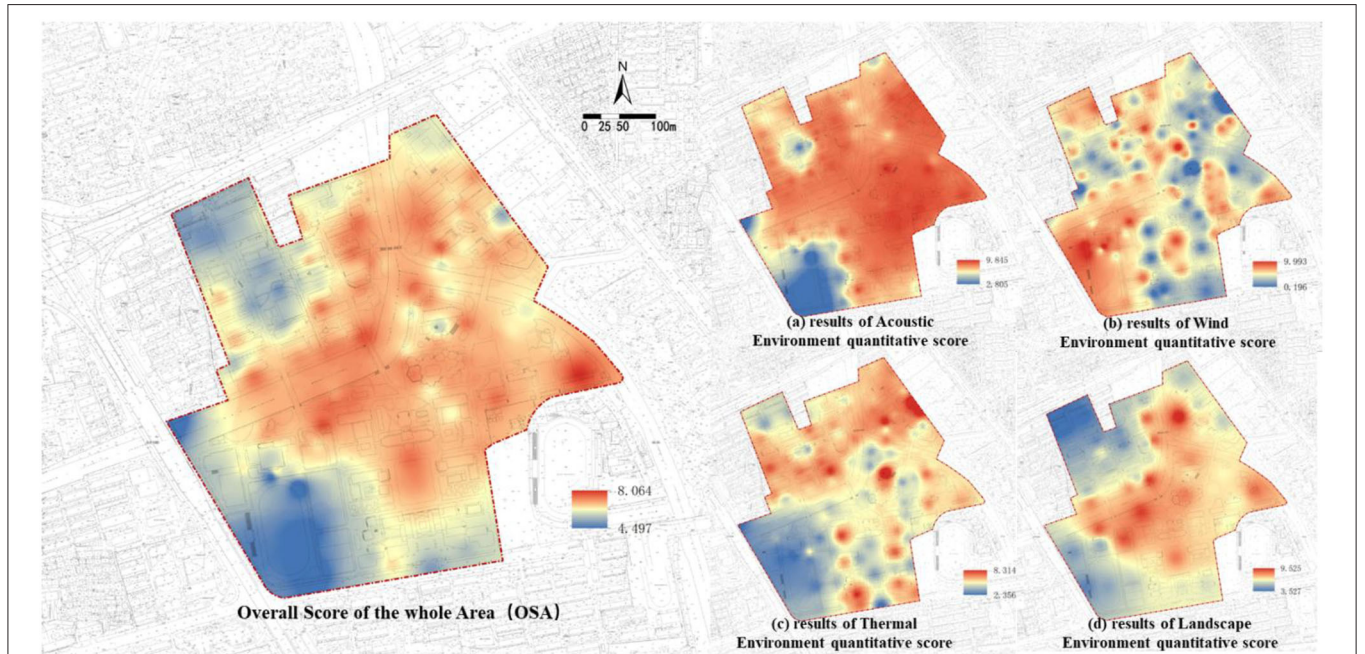 N
0 25 50 100m
8.064
4.497
Overall Score of the whole Area（OSA）
9.845
2.805
(a) results of Acoustic
Environment quantitative score
9.993
0.196
(b) results of Wind
Environment quantitative score
8.314
2.356
(c) results of Thermal
Environment quantitative score
9.525
3.527
(d) results of Landscape
Environment quantitative score